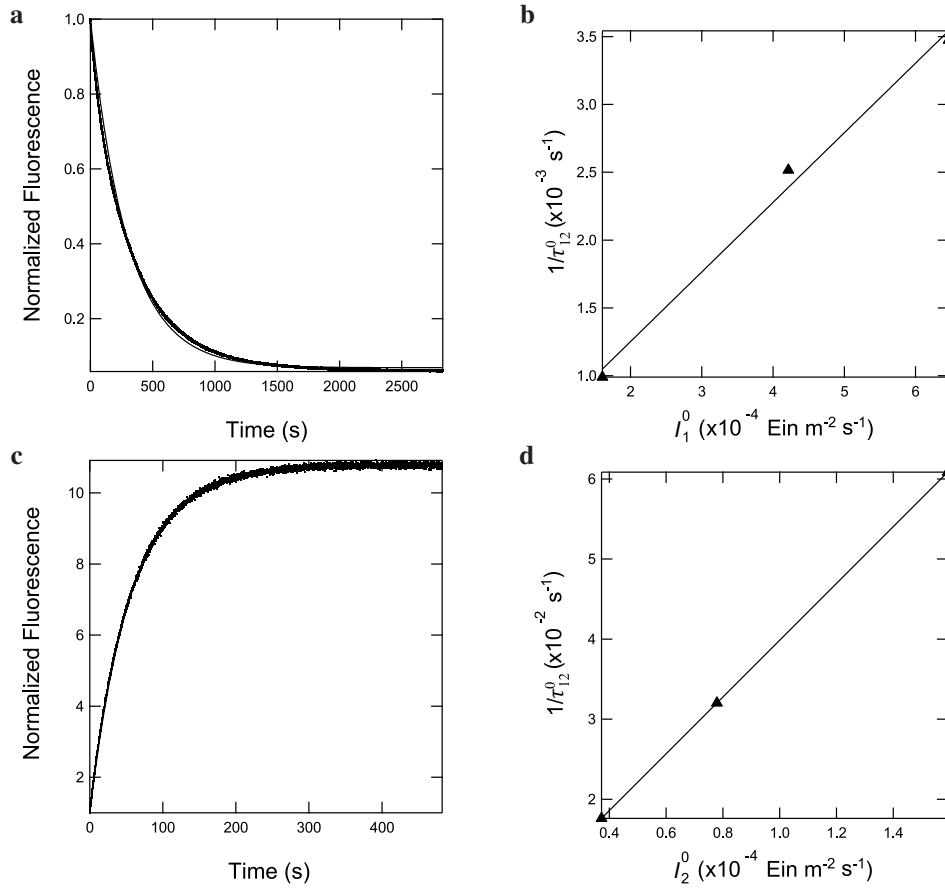 a
1.0
0.8
0.6
0.4
0.2
0 500 1000 1500 2000 2500
Normalized Fluorescence
Time (s)
b
3.5
3.0
2.5
2.0
1.5
1.0
2 3 4 5 6
1/τ⁰₁₂ (x10⁻³ s⁻¹)
I⁰₁ (x10⁻⁴ Ein m⁻² s⁻¹)
c
10
8
6
4
2
0 100 200 300 400
Normalized Fluorescence
Time (s)
d
6
5
4
3
2
0.4 0.8 1.0 1.4
1/τ⁰₁₂ (x10⁻² s⁻¹)
I⁰₂ (x10⁻⁴ Ein m⁻² s⁻¹)